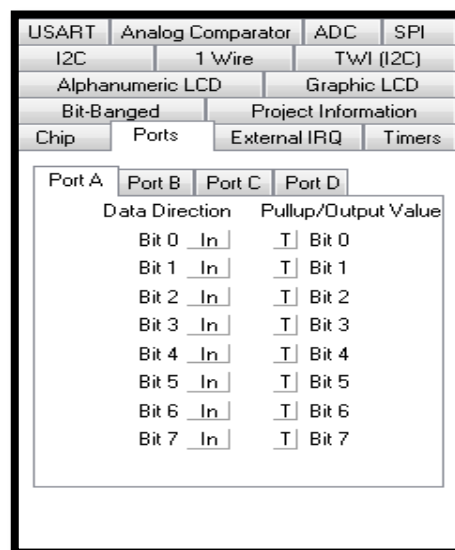 USART Analog Comparator ADC SPI
I2C 1 Wire TWI (I2C)
Alphanumeric LCD Graphic LCD
Bit-Banged Project Information
Chip Ports External IRQ Timers
Port A Port B Port C Port D
Data Direction Pullup/Output Value
Bit 0 In T Bit 0
Bit 1 In T Bit 1
Bit 2 In T Bit 2
Bit 3 In T Bit 3
Bit 4 In T Bit 4
Bit 5 In T Bit 5
Bit 6 In T Bit 6
Bit 7 In T Bit 7